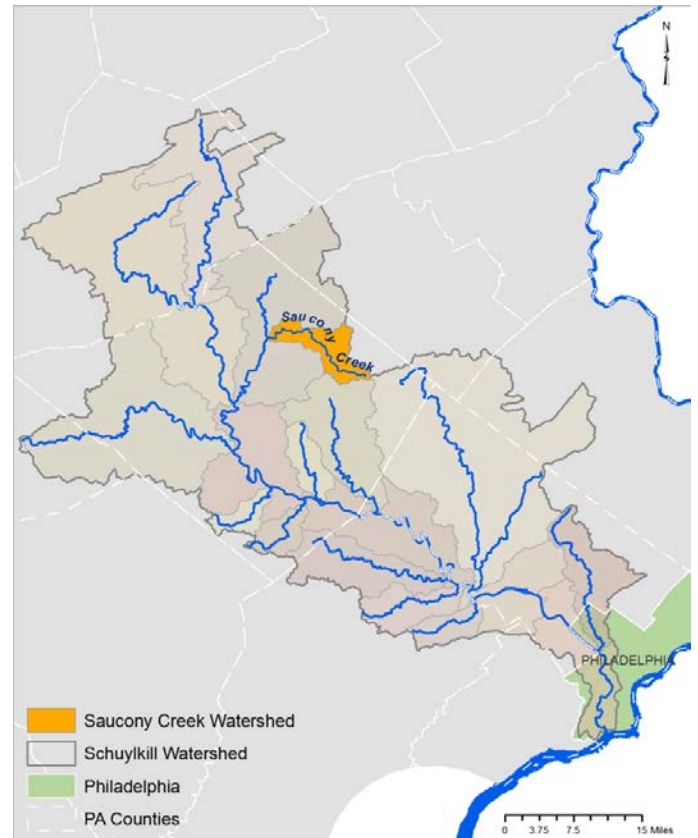 N
Saucony
Creek
PHILADELPHIA
Saucony Creek Watershed
Schuylkill Watershed
Philadelphia
PA Counties
0 3.75 7.5 15 Miles